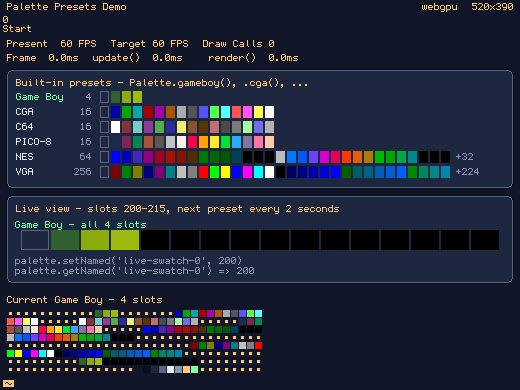 Palette Presets Demo
webgpu 520x390
0
Start
Present 60 FPS Target 60 FPS Draw Calls 0
Frame 0.0ms update() 0.0ms render() 0.0ms
Built-in presets - Palette.gameboy(), .cga(), ...
Game Boy 4
CGA 16
C64 16
PICO-8 16
NES 64 +32
VGA 256 +224
Live view - slots 200-215, next preset every 2 seconds
Game Boy - all 4 slots
palette.setNamed('live-swatch-0', 200)
palette.getNamed('live-swatch-0') => 200
Current Game Boy - 4 slots
~